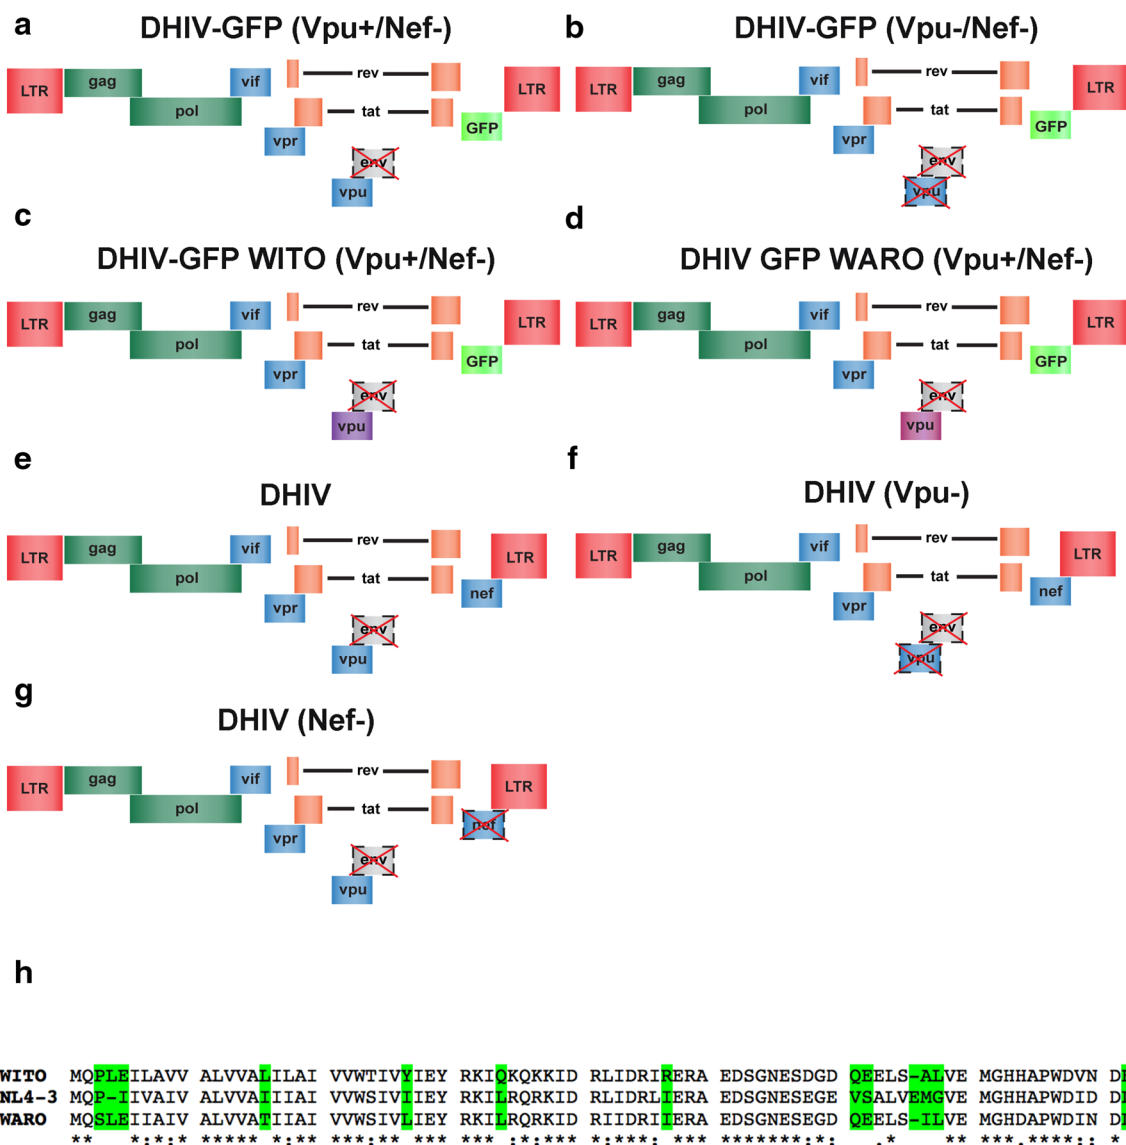 a
DHIV-GFP (Vpu+/Nef-)
LTR gag pol vif vpr rev tat env vpu GFP LTR
b
DHIV-GFP (Vpu-/Nef-)
LTR gag pol vif vpr rev tat env vpu GFP LTR
c
DHIV-GFP WITO (Vpu+/Nef-)
LTR gag pol vif vpr rev tat env vpu GFP LTR
d
DHIV GFP WARO (Vpu+/Nef-)
LTR gag pol vif vpr rev tat env vpu GFP LTR
e
DHIV
LTR gag pol vif vpr rev tat env vpu nef LTR
f
DHIV (Vpu-)
LTR gag pol vif vpr rev tat env vpu nef LTR
g
DHIV (Nef-)
LTR gag pol vif vpr rev tat env vpu nef LTR
h
WITO MQPLEILAVV ALVVALILAI VVWTIVYIEY RKILQKQKKID RLIDRIRERA EDSGNESDGD QEELS-ALVE MGHHAPWDVN D
NL4-3 MQP-IIVAIV ALVVAIIIAI VVWSIVIIEY RKILRQRKID RLIDRLIERA EDSGNESEGE VSALVEMGVE MGHHAPWDIN D
WARO MQSLEIIAIV ALVVATIIAI VVWSIVLIEY RKILRQRKID RIIDRIIERA EDSGNESEGD QEELS-ILVE MGHDAPWDID D
** *:*:* ***** *:** ***:** *** *** :**:*** *:***: *** *******:*: .* ** ***.****:: *